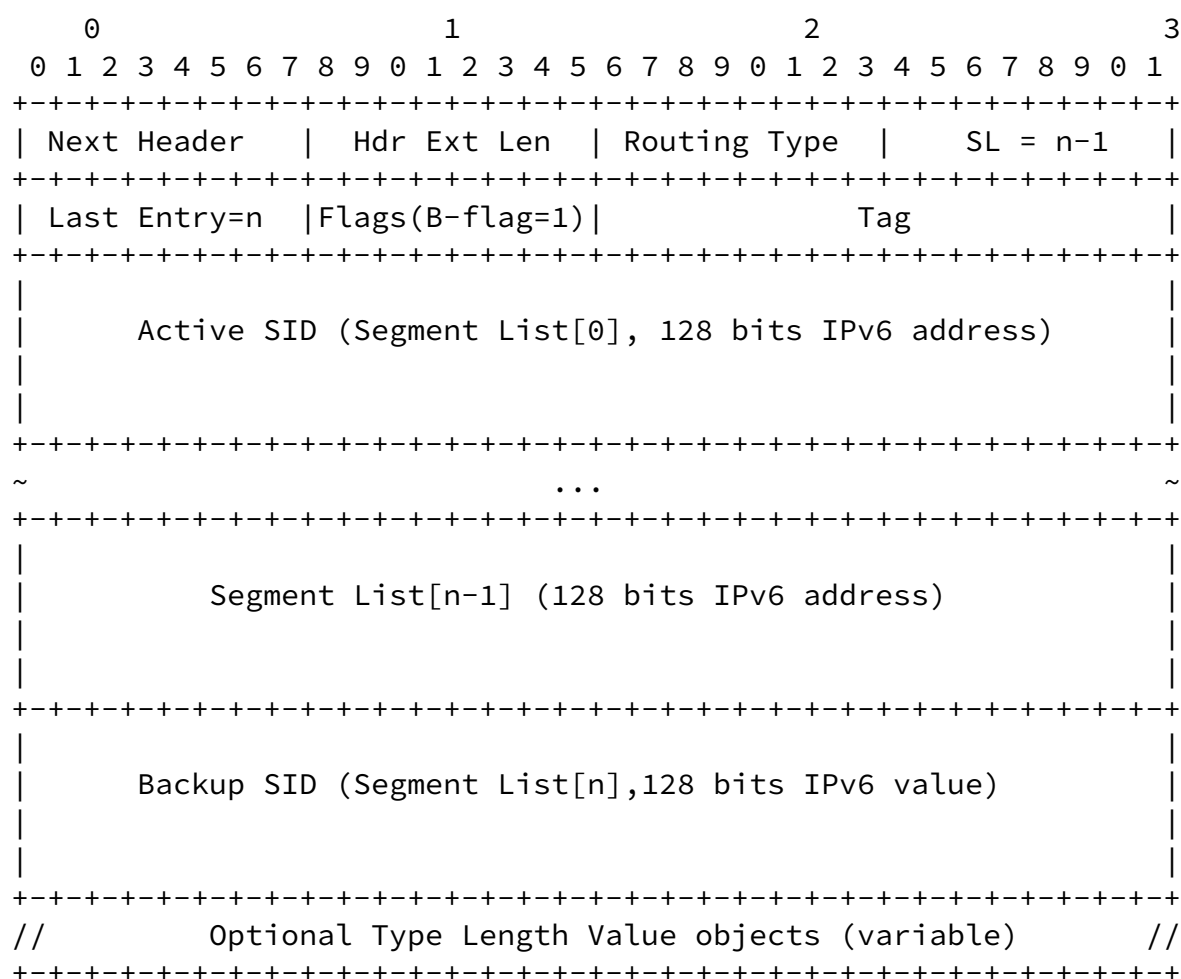 0                   1                   2                   3
 0 1 2 3 4 5 6 7 8 9 0 1 2 3 4 5 6 7 8 9 0 1 2 3 4 5 6 7 8 9 0 1
+-+-+-+-+-+-+-+-+-+-+-+-+-+-+-+-+-+-+-+-+-+-+-+-+-+-+-+-+-+-+-+-+
| Next Header   |  Hdr Ext Len  | Routing Type  |    SL = n-1   |
+-+-+-+-+-+-+-+-+-+-+-+-+-+-+-+-+-+-+-+-+-+-+-+-+-+-+-+-+-+-+-+-+
| Last Entry=n  |Flags(B-flag=1)|              Tag              |
+-+-+-+-+-+-+-+-+-+-+-+-+-+-+-+-+-+-+-+-+-+-+-+-+-+-+-+-+-+-+-+-+
|                                                               |
|      Active SID (Segment List[0], 128 bits IPv6 address)      |
|                                                               |
|                                                               |
+-+-+-+-+-+-+-+-+-+-+-+-+-+-+-+-+-+-+-+-+-+-+-+-+-+-+-+-+-+-+-+-+
~                             ...                               ~
+-+-+-+-+-+-+-+-+-+-+-+-+-+-+-+-+-+-+-+-+-+-+-+-+-+-+-+-+-+-+-+-+
|                                                               |
|          Segment List[n-1] (128 bits IPv6 address)            |
|                                                               |
|                                                               |
+-+-+-+-+-+-+-+-+-+-+-+-+-+-+-+-+-+-+-+-+-+-+-+-+-+-+-+-+-+-+-+-+
|                                                               |
|      Backup SID (Segment List[n],128 bits IPv6 value)         |
|                                                               |
|                                                               |
+-+-+-+-+-+-+-+-+-+-+-+-+-+-+-+-+-+-+-+-+-+-+-+-+-+-+-+-+-+-+-+-+
//         Optional Type Length Value objects (variable)       //
+-+-+-+-+-+-+-+-+-+-+-+-+-+-+-+-+-+-+-+-+-+-+-+-+-+-+-+-+-+-+-+-+